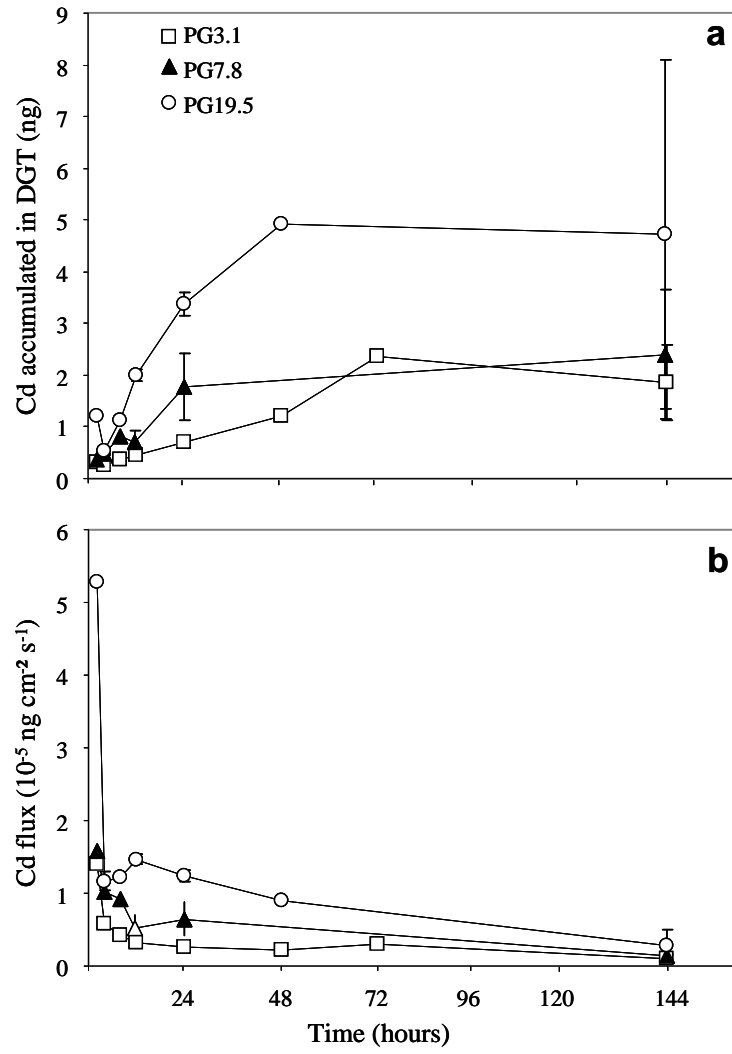 9
8
7
6
5
4
3
2
1
0
Cd accumulated in DGT (ng)
PG3.1
PG7.8
PG19.5
a
6
5
4
3
2
1
0
Cd flux (10⁻⁵ ng cm⁻² s⁻¹)
b
24 48 72 96 120 144
Time (hours)